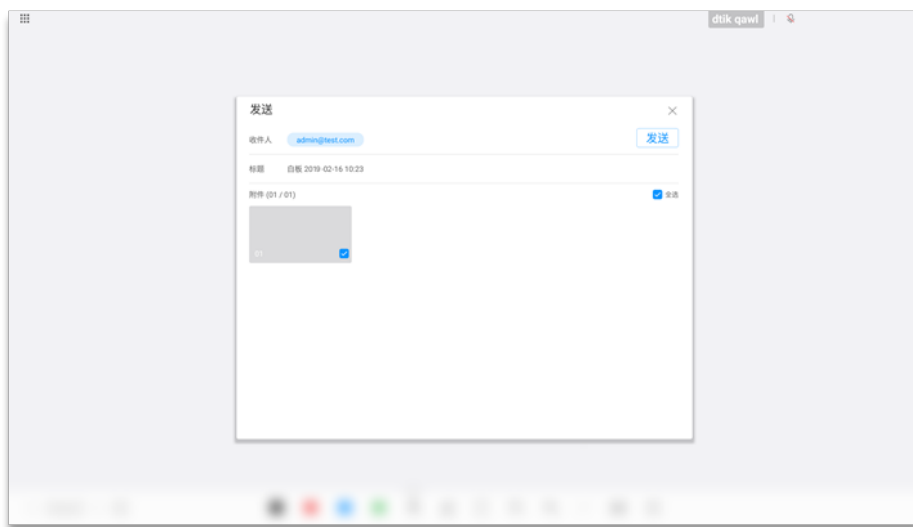 dtik qawl
发送
收件人 admin@test.com 发送
标题 白板 2019-02-16 10:23
附件 (01 / 01) 全选
01